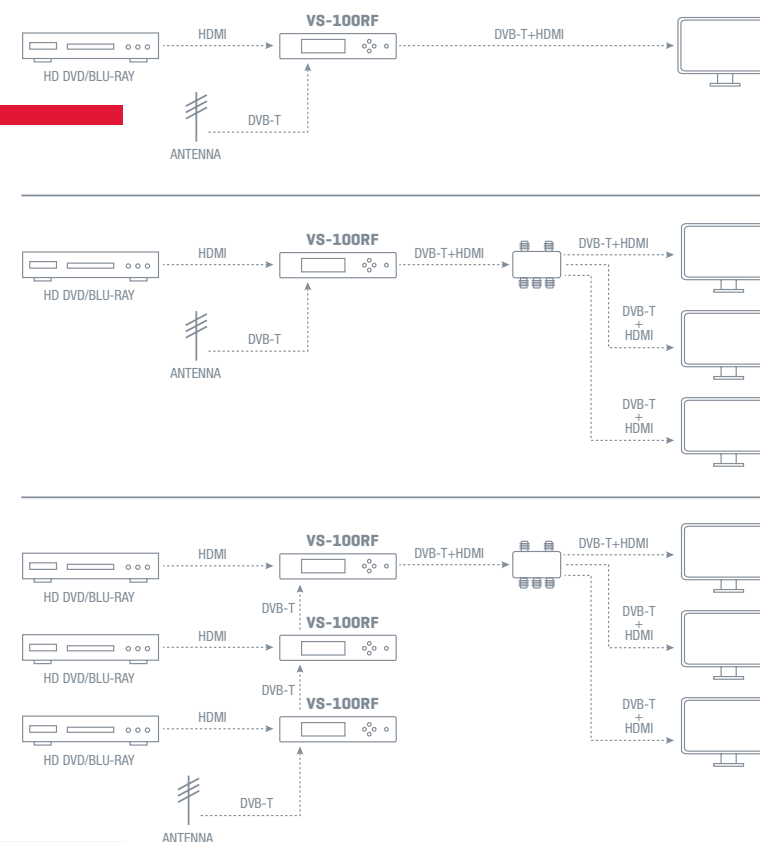 VS-100RF
HDMI
DVB-T+HDMI
HD DVD/BLU-RAY
DVB-T
ANTENNA
VS-100RF
HDMI
DVB-T+HDMI
DVB-T+HDMI
HD DVD/BLU-RAY
DVB-T
+
HDMI
DVB-T
ANTENNA
DVB-T
+
HDMI
VS-100RF
HDMI
DVB-T+HDMI
DVB-T+HDMI
HD DVD/BLU-RAY
DVB-T
VS-100RF
HDMI
DVB-T
+
HDMI
HD DVD/BLU-RAY
DVB-T
VS-100RF
HDMI
DVB-T
+
HDMI
HD DVD/BLU-RAY
DVB-T
ANTENNA